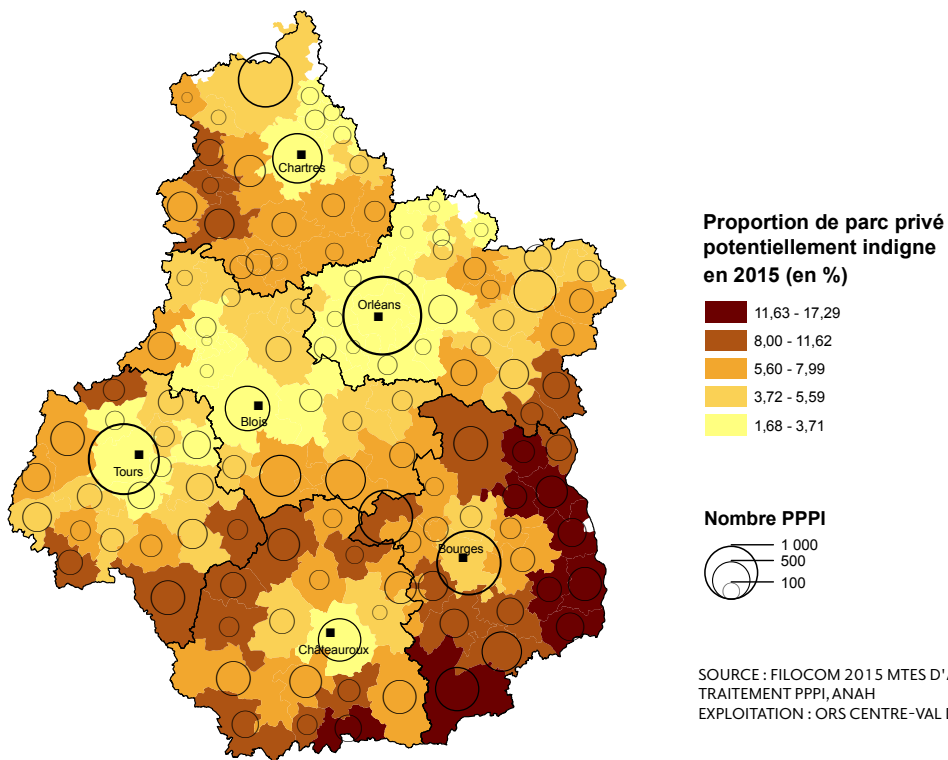 Chartres
Orléans
Blois
Tours
Bourges
Châteauroux
Proportion de parc privé
potentiellement indigne
en 2015 (en %)
11,63 - 17,29
8,00 - 11,62
5,60 - 7,99
3,72 - 5,59
1,68 - 3,71
Nombre PPPI
1 000
500
100
SOURCE : FILOCOM 2015 MTES D'
TRAITEMENT PPPI, ANAH
EXPLOITATION : ORS CENTRE-VAL